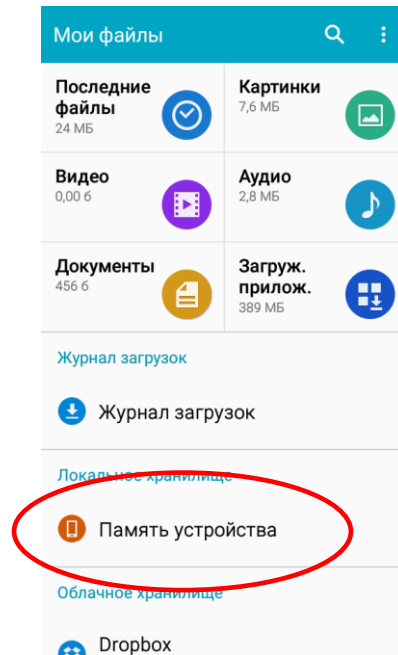 Мои файлы
Последние
файлы
24 МБ
Картинки
7,6 МБ
Видео
0,00 б
Аудио
2,8 МБ
Документы
456 б
Загруж.
прилож.
389 МБ
Журнал загрузок
Журнал загрузок
Локальное хранилище
Память устройства
Облачное хранилище
Dropbox